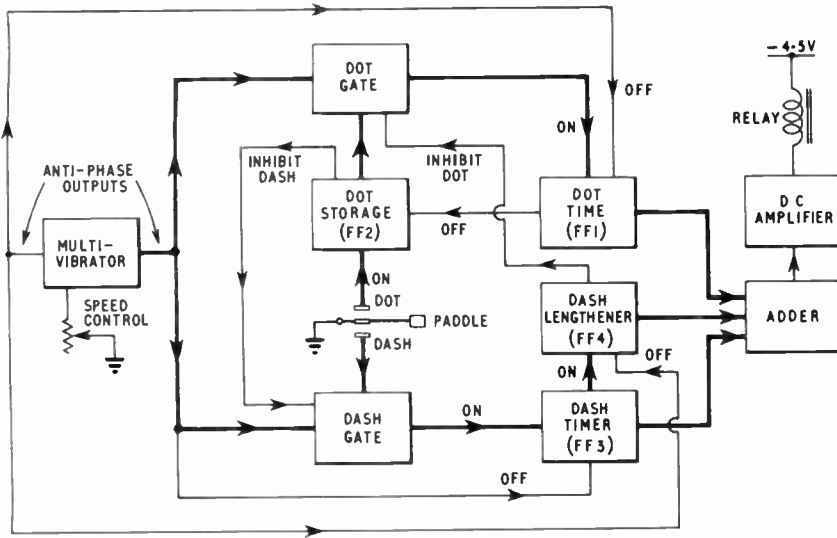 DOT
GATE
OFF
-4·5V
RELAY
ON
ANTI-PHASE
OUTPUTS
INHIBIT
DASH
INHIBIT
DOT
DOT
STORAGE
(FF2)
OFF
DOT
TIME
(FF1)
DC
AMPLIFIER
MULTI-
VIBRATOR
ON
DOT
SPEED
CONTROL
PADDLE
DASH
DASH
LENGTHENER
(FF4)
ADDER
ON
OFF
DASH
GATE
ON
DASH
TIMER
(FF3)
OFF